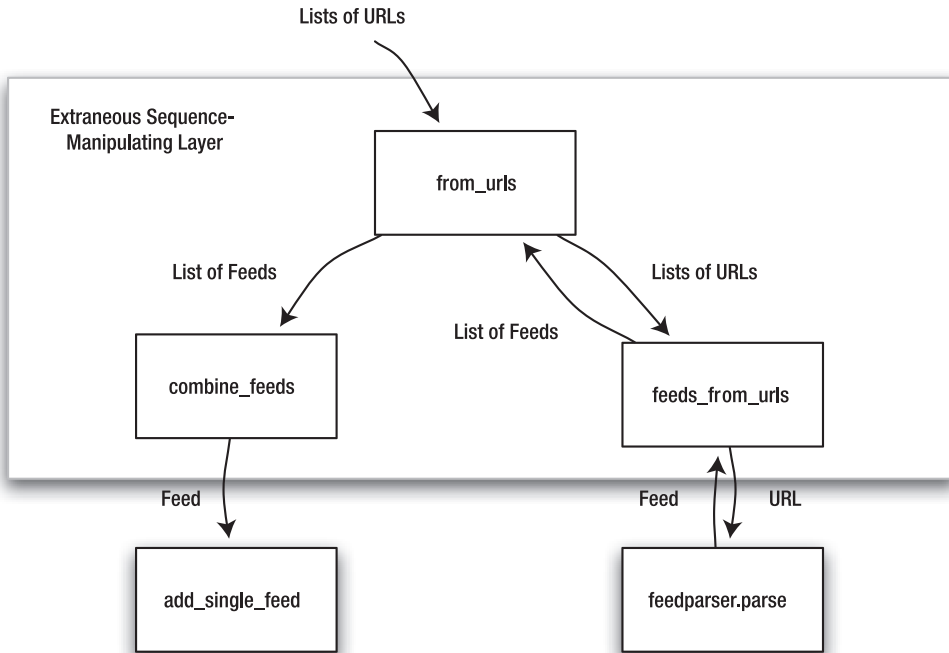 Lists of URLs
Extraneous Sequence-
Manipulating Layer
from_urls
List of Feeds
Lists of URLs
List of Feeds
combine_feeds
feeds_from_urls
Feed
Feed
URL
add_single_feed
feedparser.parse